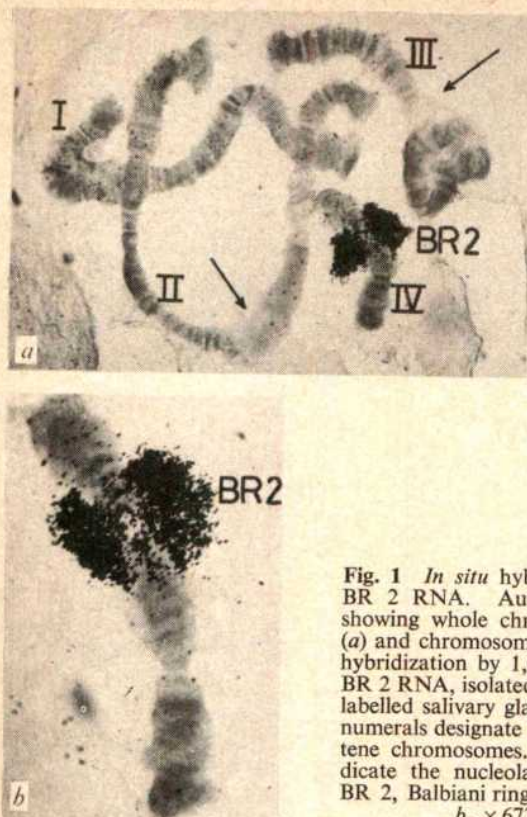 I
III
BR2
II
IV
a
BR2
b
Fig. 1 In situ hyb
BR 2 RNA. Au
showing whole chr
(a) and chromosom
hybridization by 1,
BR 2 RNA, isolated
labelled salivary gla
numerals designate
tene chromosomes.
dicate the nucleola
BR 2, Balbiani ring
b, × 67